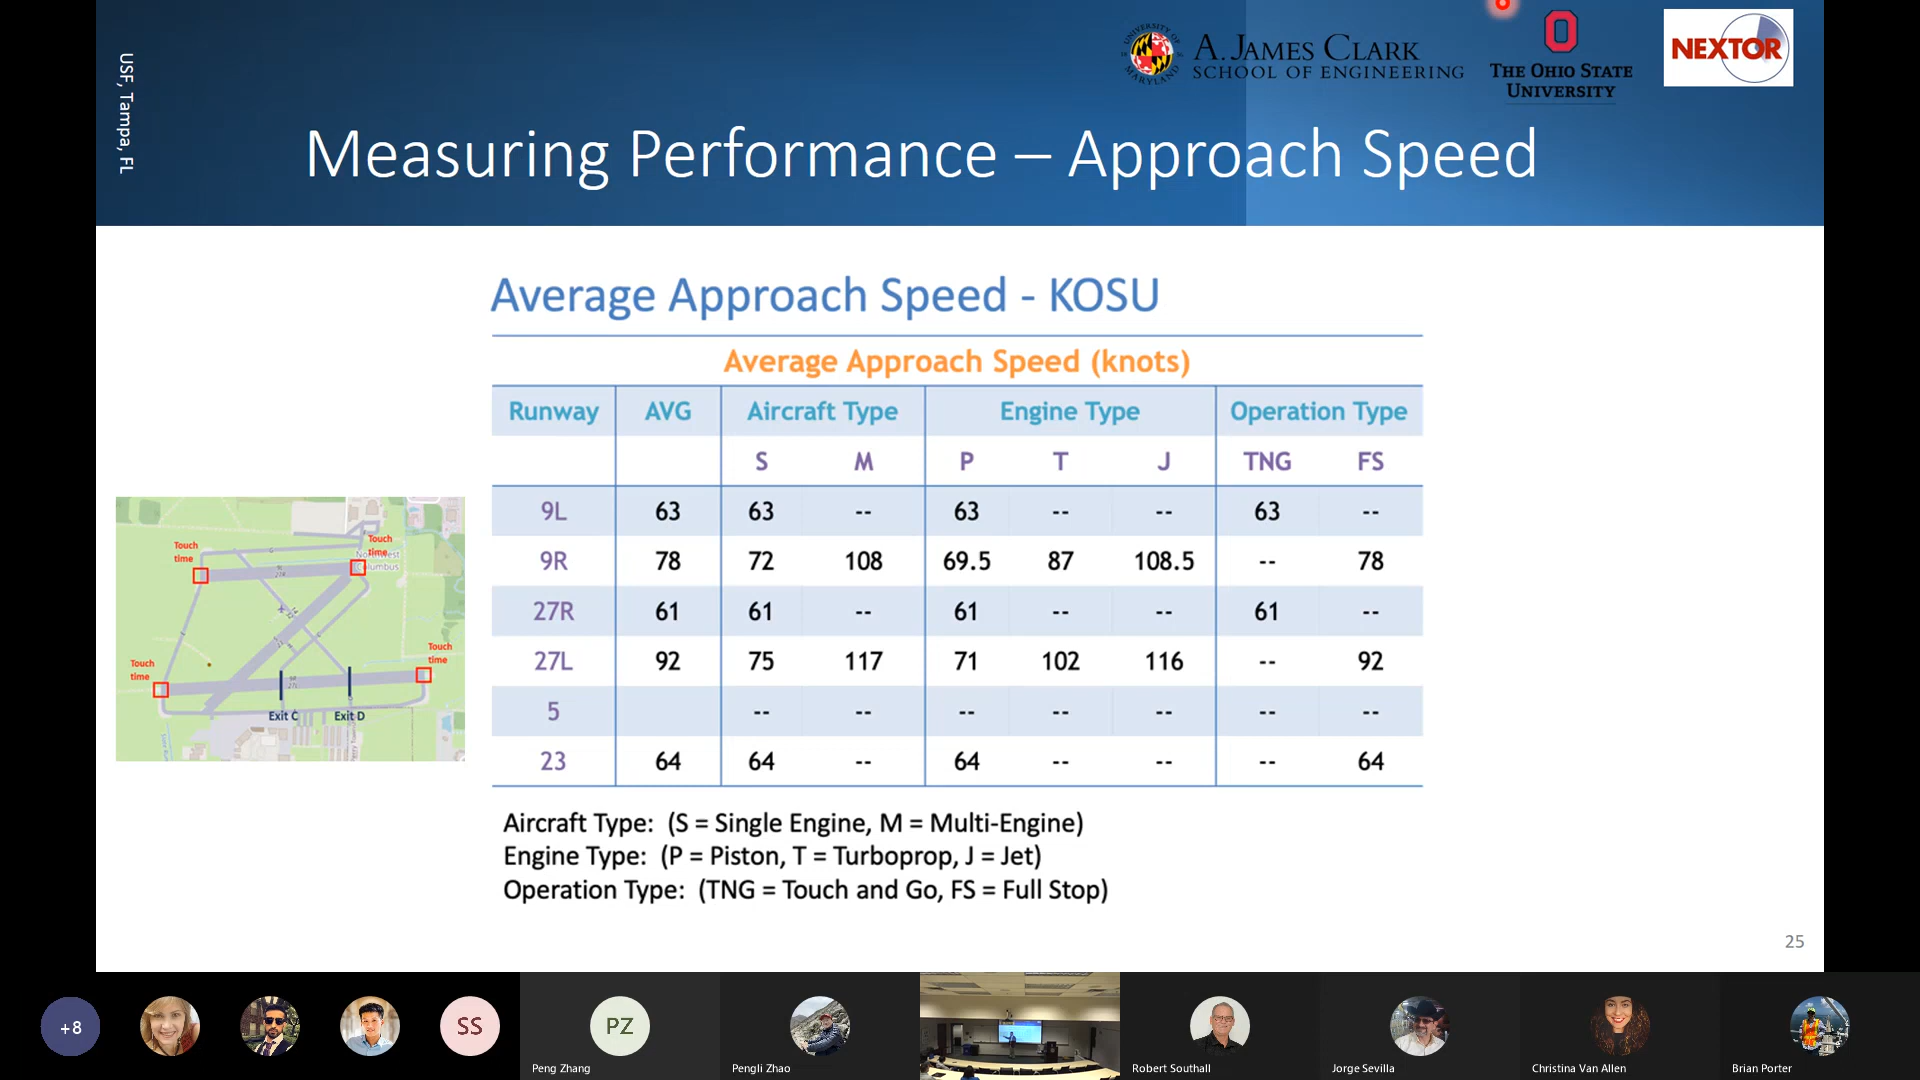 USF, Tampa, FL
UNIVERSITY OF
MARYLAND
A. JAMES CLARK
SCHOOL OF ENGINEERING
THE OHIO STATE
UNIVERSITY
NEXTOR
Measuring Performance – Approach Speed
Average Approach Speed - KOSU
Average Approach Speed (knots)
Runway AVG Aircraft Type Engine Type Operation Type
S M P T J TNG FS
9L 63 63 -- 63 -- -- 63 --
9R 78 72 108 69.5 87 108.5 -- 78
27R 61 61 -- 61 -- -- 61 --
27L 92 75 117 71 102 116 -- 92
5 -- -- -- -- -- -- --
23 64 64 -- 64 -- -- -- 64
Touch
time
Touch
time
Touch
time
Touch
time
Exit C Exit D
Aircraft Type: (S = Single Engine, M = Multi-Engine)
Engine Type: (P = Piston, T = Turboprop, J = Jet)
Operation Type: (TNG = Touch and Go, FS = Full Stop)
25
+8
SS
PZ
Peng Zhang
Pengli Zhao
Robert Southall
Jorge Sevilla
Christina Van Allen
Brian Porter